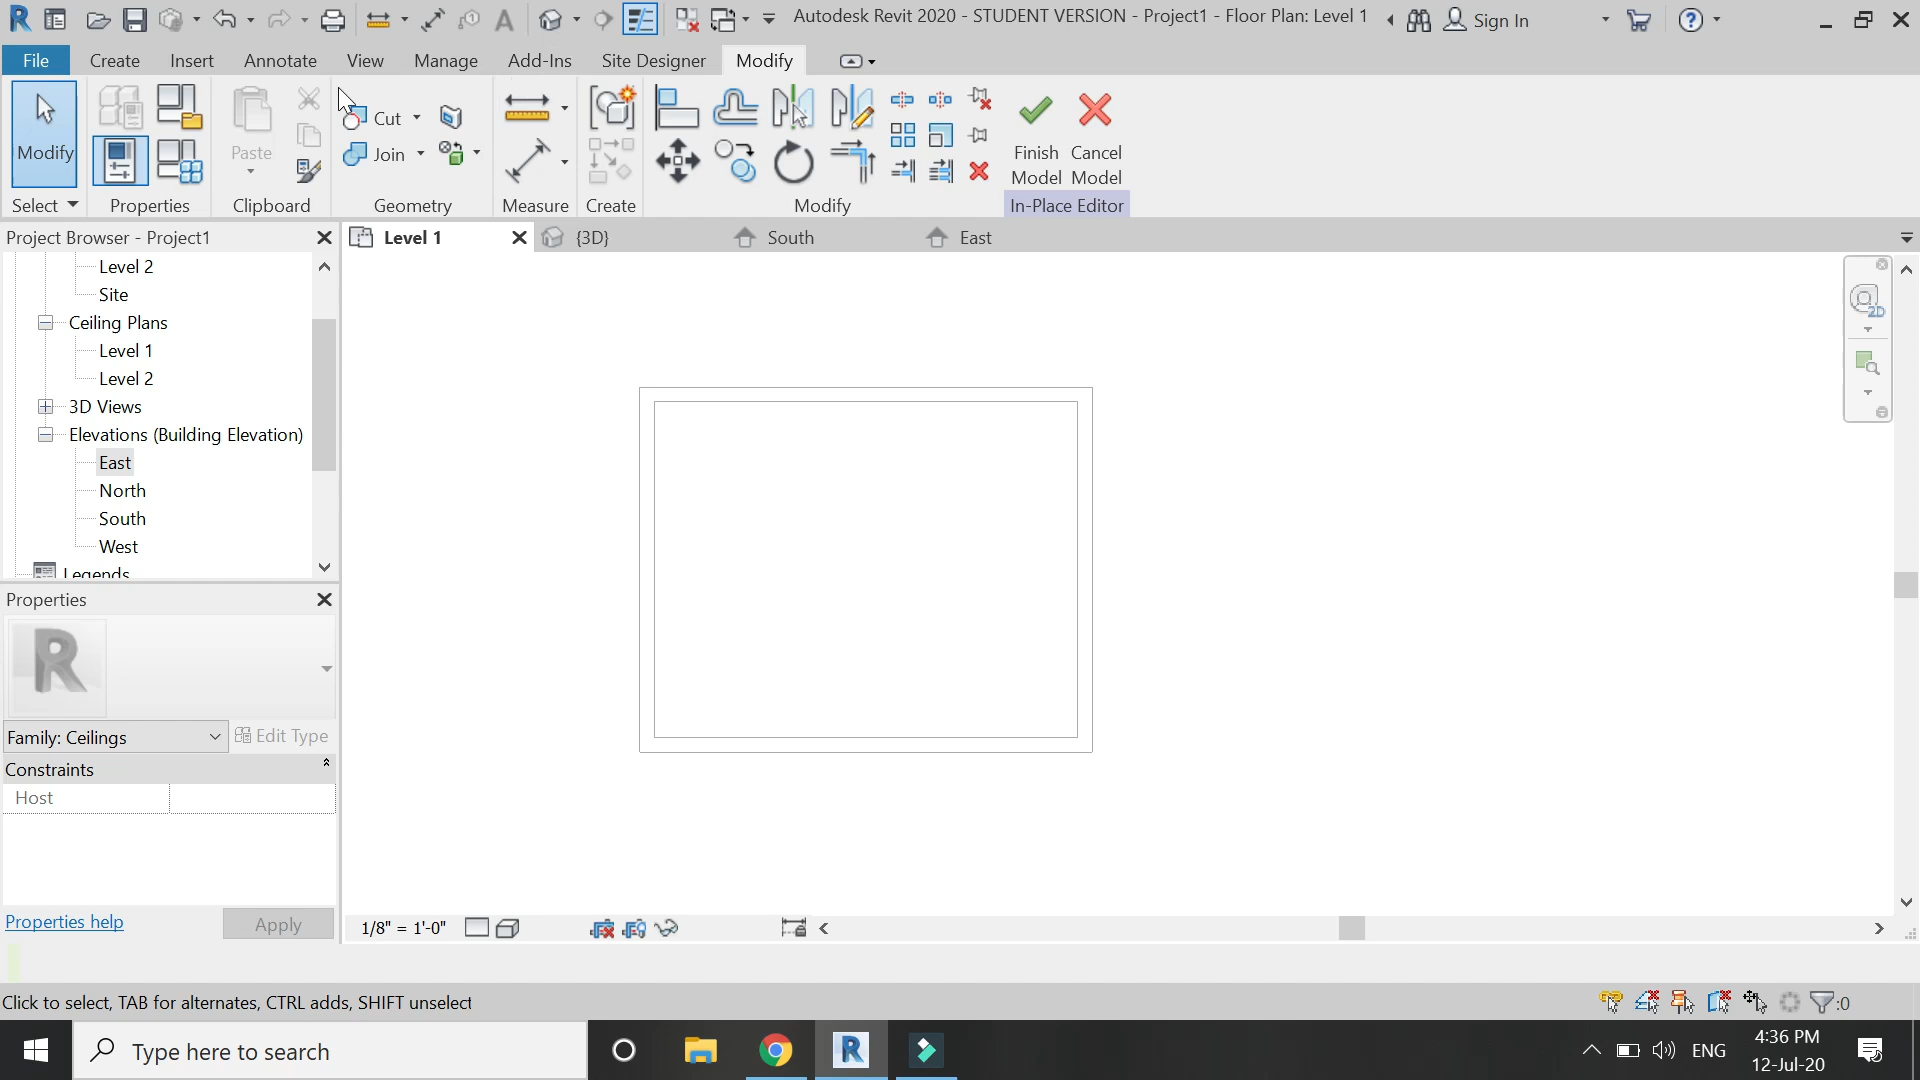 Autodesk Revit 2020 - STUDENT VERSION - Project1 - Floor Plan: Level 1
Sign In
File
Create
Insert
Annotate
View
Manage
Add-Ins
Site Designer
Modify
Modify
Paste
Cut
Join
Finish
Model
Cancel
Model
Select
Properties
Clipboard
Geometry
Measure
Create
Modify
In-Place Editor
Project Browser - Project1
Level 1
{3D}
South
East
Level 2
Site
Ceiling Plans
Level 1
Level 2
3D Views
Elevations (Building Elevation)
East
North
South
West
Legends
2D
Properties
Family: Ceilings
Edit Type
Constraints
Host
Properties help
Apply
1/8" = 1'-0"
Click to select, TAB for alternates, CTRL adds, SHIFT unselect
:0
Type here to search
ENG
4:36 PM
12-Jul-20